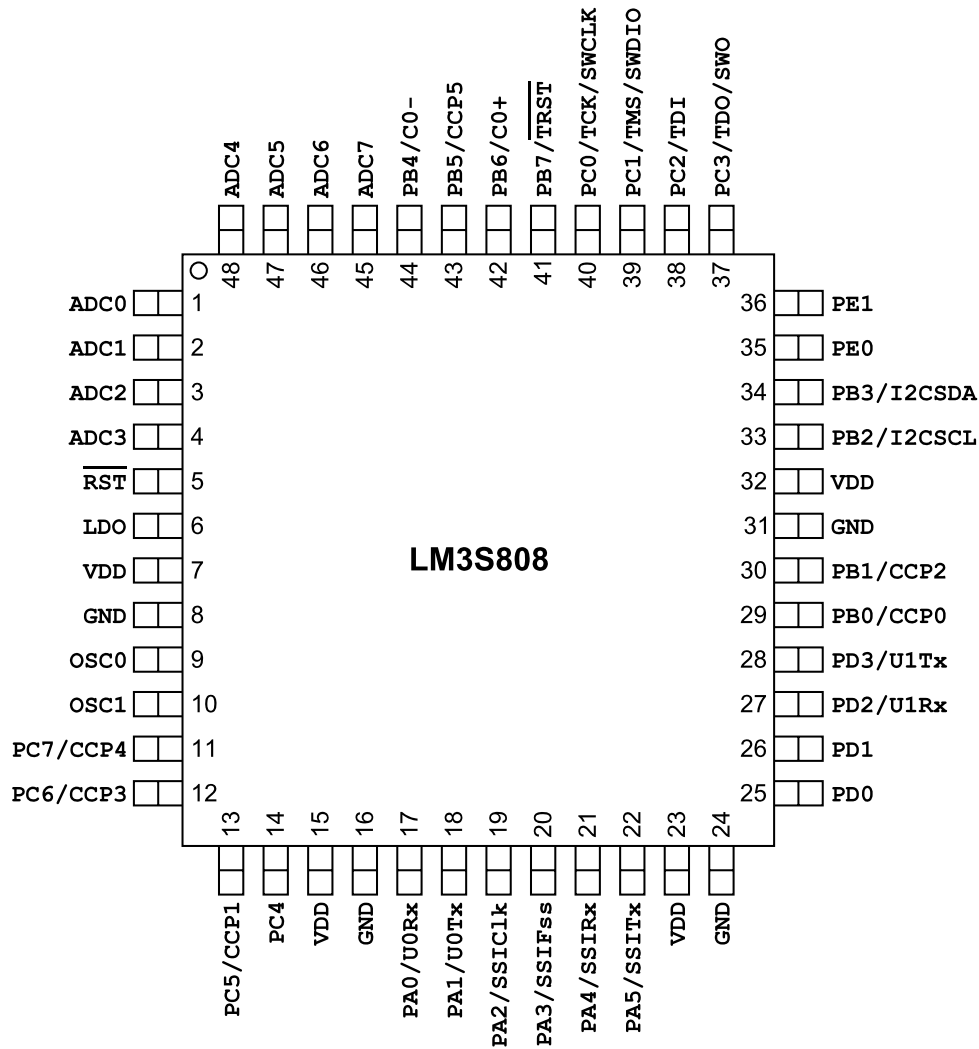 ADC4
ADC5
ADC6
ADC7
PB4/C0-
PB5/CCP5
PB6/C0+
PB7/TRST
PC0/TCK/SWCLK
PC1/TMS/SWDIO
PC2/TDI
PC3/TDO/SWO
48
47
46
45
44
43
42
41
40
39
38
37
ADC0 1
ADC1 2
ADC2 3
ADC3 4
RST 5
LDO 6
VDD 7
GND 8
OSC0 9
OSC1 10
PC7/CCP4 11
PC6/CCP3 12
LM3S808
36 PE1
35 PE0
34 PB3/I2CSDA
33 PB2/I2CSCL
32 VDD
31 GND
30 PB1/CCP2
29 PB0/CCP0
28 PD3/U1Tx
27 PD2/U1Rx
26 PD1
25 PD0
13
14
15
16
17
18
19
20
21
22
23
24
PC5/CCP1
PC4
VDD
GND
PA0/U0Rx
PA1/U0Tx
PA2/SSIClk
PA3/SSIFss
PA4/SSIRx
PA5/SSITx
VDD
GND